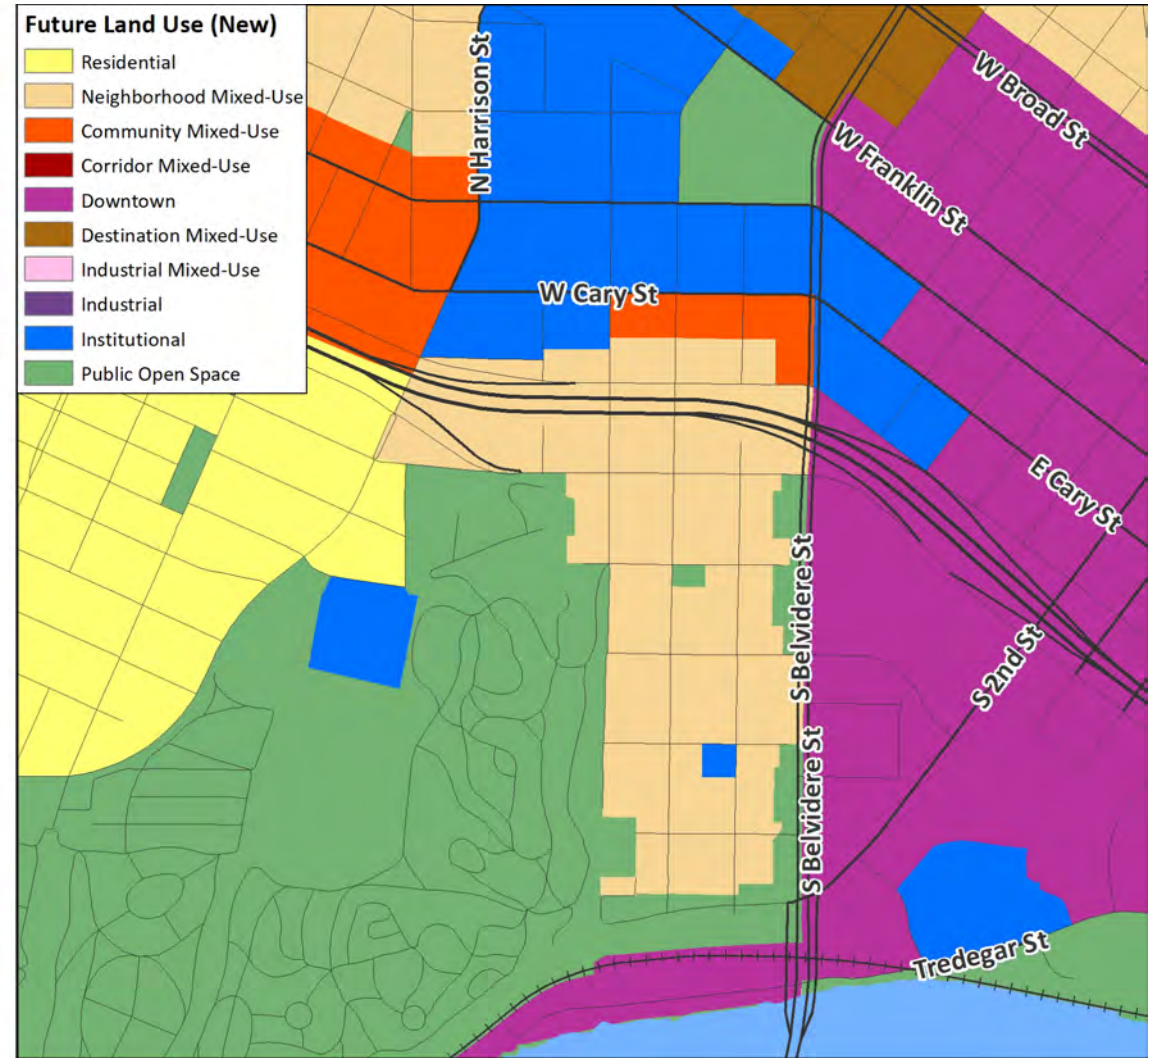 Future Land Use (New)
Residential
Neighborhood Mixed-Use
Community Mixed-Use
Corridor Mixed-Use
Downtown
Destination Mixed-Use
Industrial Mixed-Use
Industrial
Institutional
Public Open Space
N Harrison St
W Broad St
W Franklin St
W Cary St
E Cary St
S Belvidere St
S 2nd St
S Belvidere St
Tredegar St